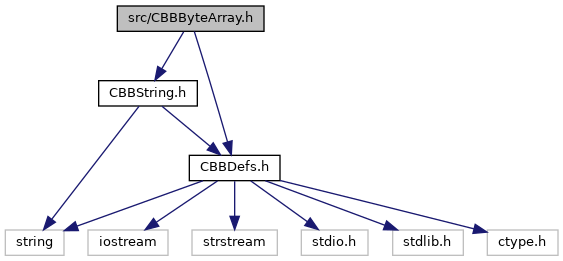 src/CBBByteArray.h
CBBString.h
CBBDefs.h
string
iostream
strstream
stdio.h
stdlib.h
ctype.h